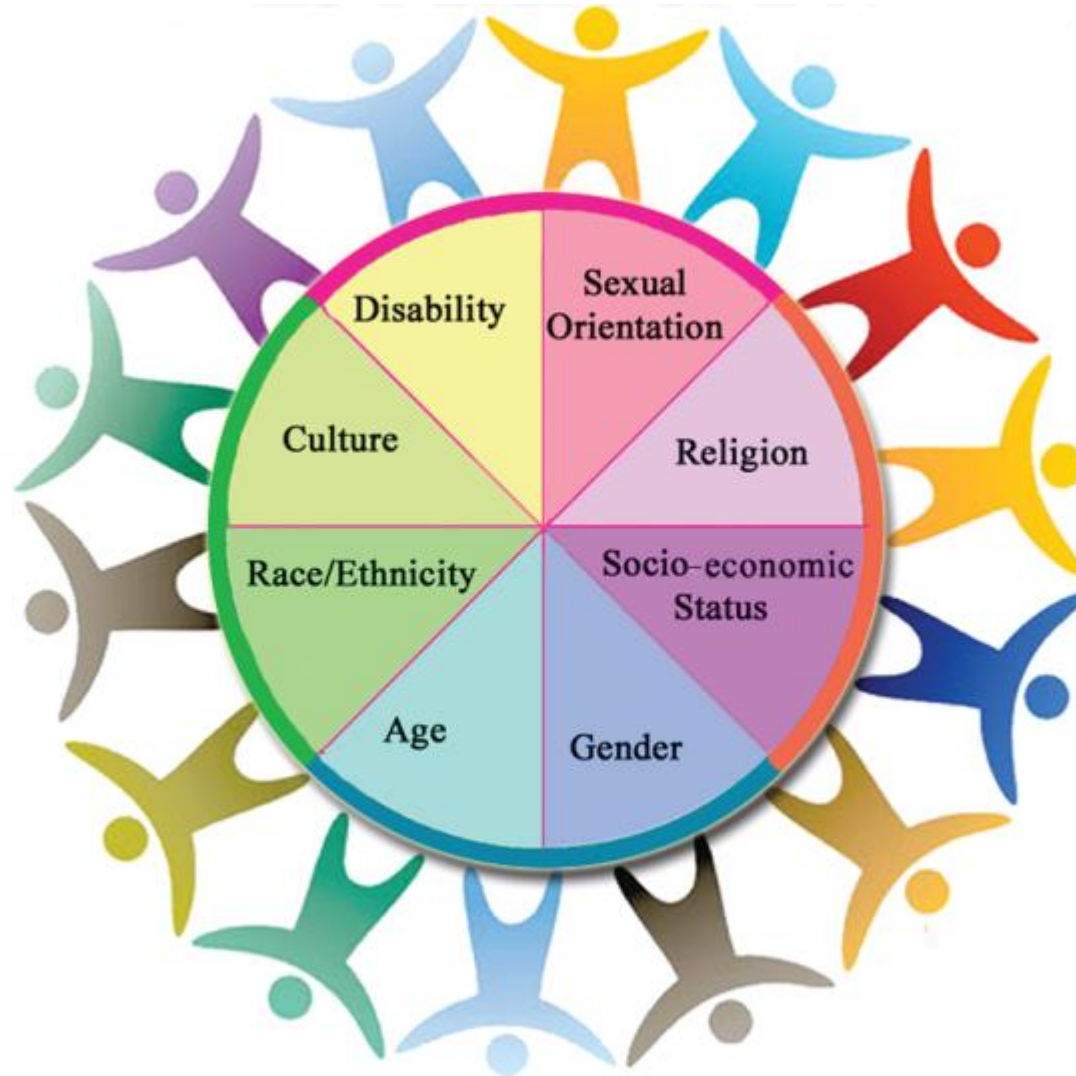 Disability
Sexual
Orientation
Culture
Religion
Race/Ethnicity
Socio-economic
Status
Age
Gender